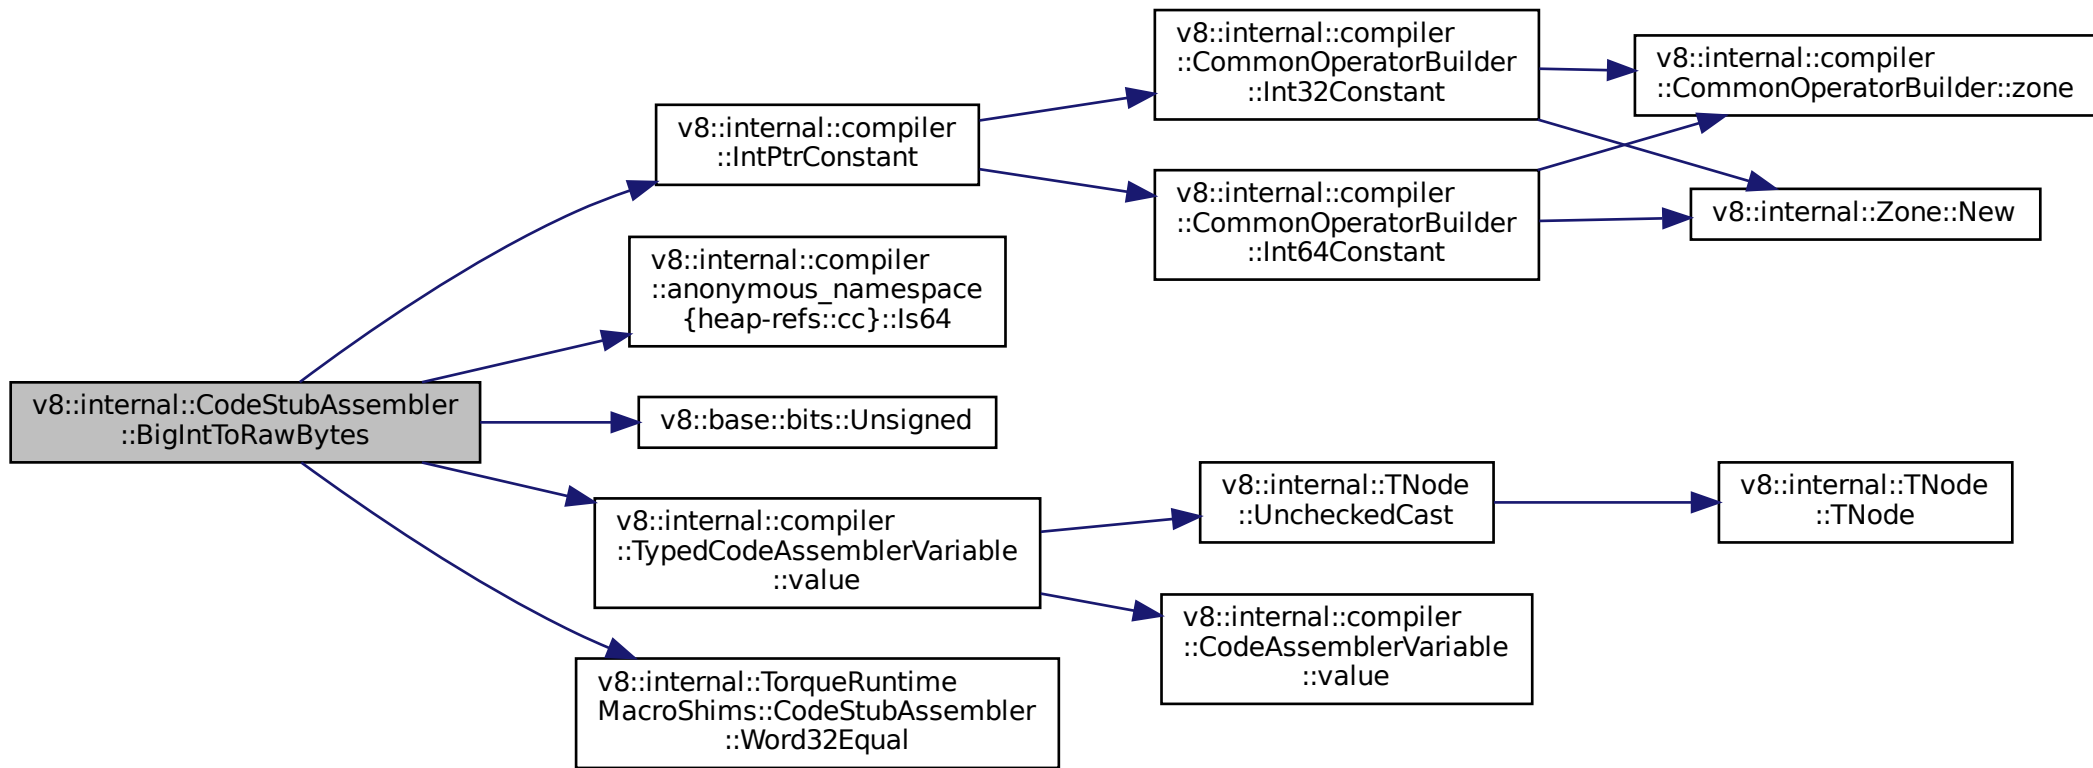 v8::internal::CodeStubAssembler
::BigIntToRawBytes
v8::internal::compiler
::IntPtrConstant
v8::internal::compiler
::CommonOperatorBuilder
::Int32Constant
v8::internal::compiler
::CommonOperatorBuilder::zone
v8::internal::compiler
::CommonOperatorBuilder
::Int64Constant
v8::internal::Zone::New
v8::internal::compiler
::anonymous_namespace
{heap-refs::cc}::Is64
v8::base::bits::Unsigned
v8::internal::compiler
::TypedCodeAssemblerVariable
::value
v8::internal::TNode
::UncheckedCast
v8::internal::TNode
::TNode
v8::internal::compiler
::CodeAssemblerVariable
::value
v8::internal::TorqueRuntime
MacroShims::CodeStubAssembler
::Word32Equal